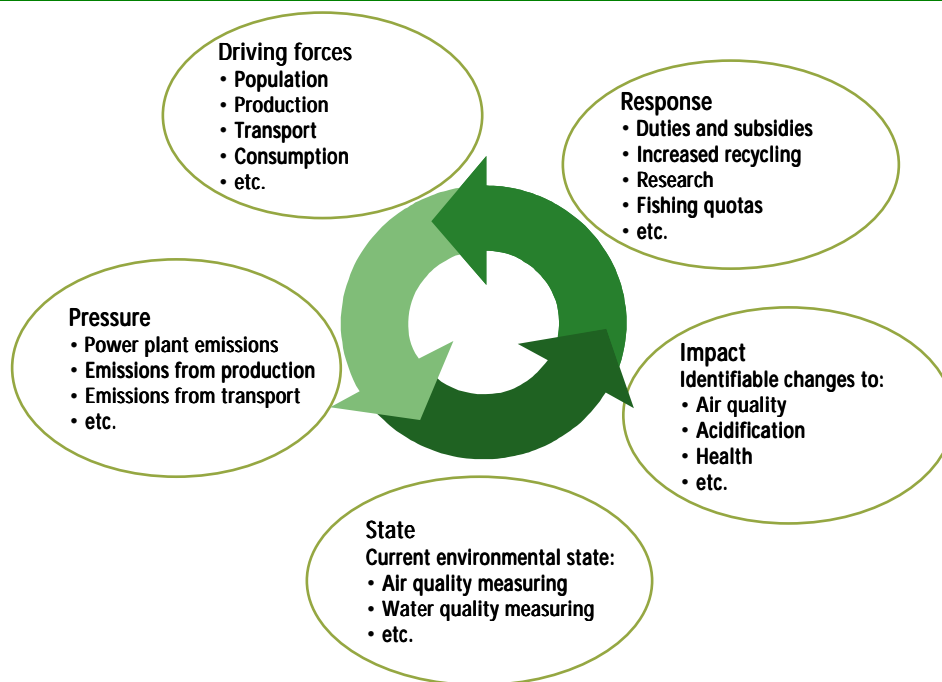 Driving forces
• Population
• Production
• Transport
• Consumption
• etc.
Response
• Duties and subsidies
• Increased recycling
• Research
• Fishing quotas
• etc.
Pressure
• Power plant emissions
• Emissions from production
• Emissions from transport
• etc.
Impact
Identifiable changes to:
• Air quality
• Acidification
• Health
• etc.
State
Current environmental state:
• Air quality measuring
• Water quality measuring
• etc.